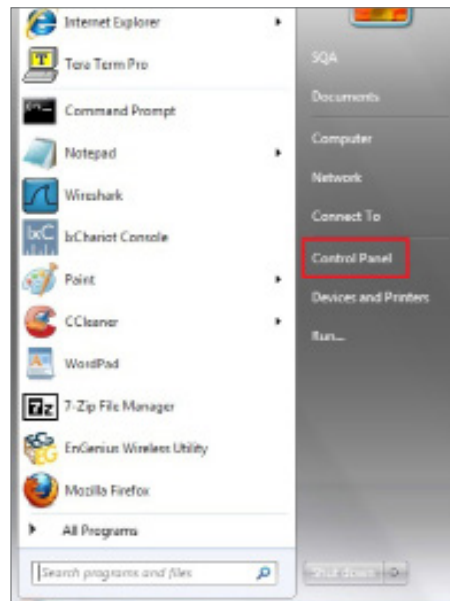 Internet Explorer
Tera Term Pro
Command Prompt
Notepad
Wireshark
IxChariot Console
Paint
CCleaner
WordPad
7-Zip File Manager
EnGenius Wireless Utility
Mozilla Firefox
All Programs
Search programs and files
SQA
Documents
Computer
Network
Connect To
Control Panel
Devices and Printers
Run...
Shut down